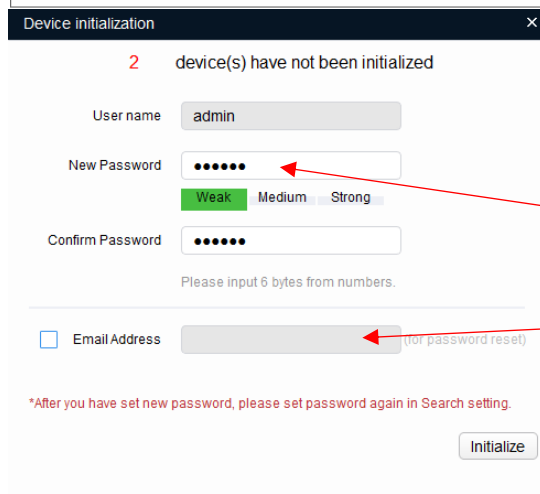 Device initialization ×
2 device(s) have not been initialized
User name admin
New Password ●●●●●●
Weak Medium Strong
Confirm Password ●●●●●●
Please input 6 bytes from numbers.
Email Address (for password reset)
*After you have set new password, please set password again in Search setting.
Initialize